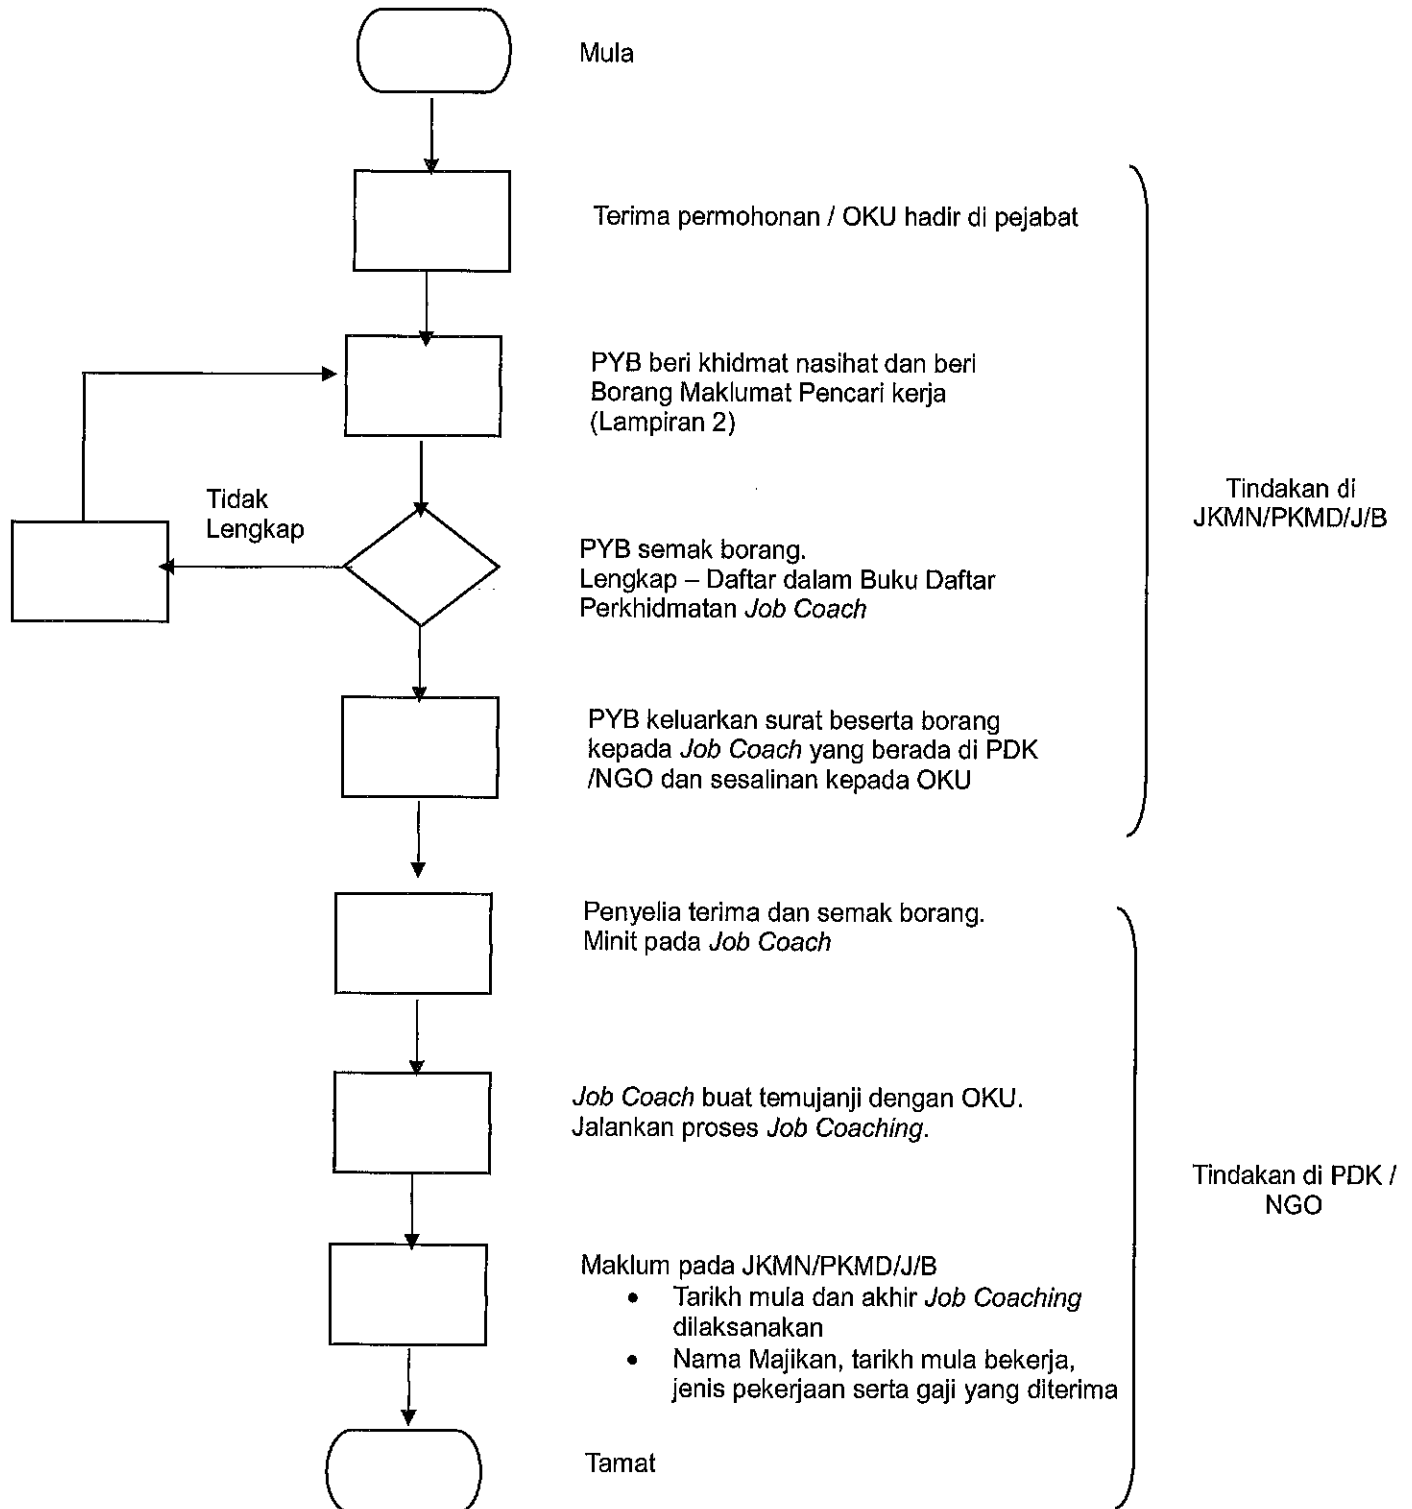 Mula
Terima permohonan / OKU hadir di pejabat
PYB beri khidmat nasihat dan beri
Borang Maklumat Pencari kerja
(Lampiran 2)
Tidak
Lengkap
PYB semak borang.
Lengkap – Daftar dalam Buku Daftar
Perkhidmatan Job Coach
Tindakan di
JKMN/PKMD/J/B
PYB keluarkan surat beserta borang
kepada Job Coach yang berada di PDK
/NGO dan sesalinan kepada OKU
Penyelia terima dan semak borang.
Minit pada Job Coach
Job Coach buat temujanji dengan OKU.
Jalankan proses Job Coaching.
Tindakan di PDK /
NGO
Maklum pada JKMN/PKMD/J/B
• Tarikh mula dan akhir Job Coaching
dilaksanakan
• Nama Majikan, tarikh mula bekerja,
jenis pekerjaan serta gaji yang diterima
Tamat